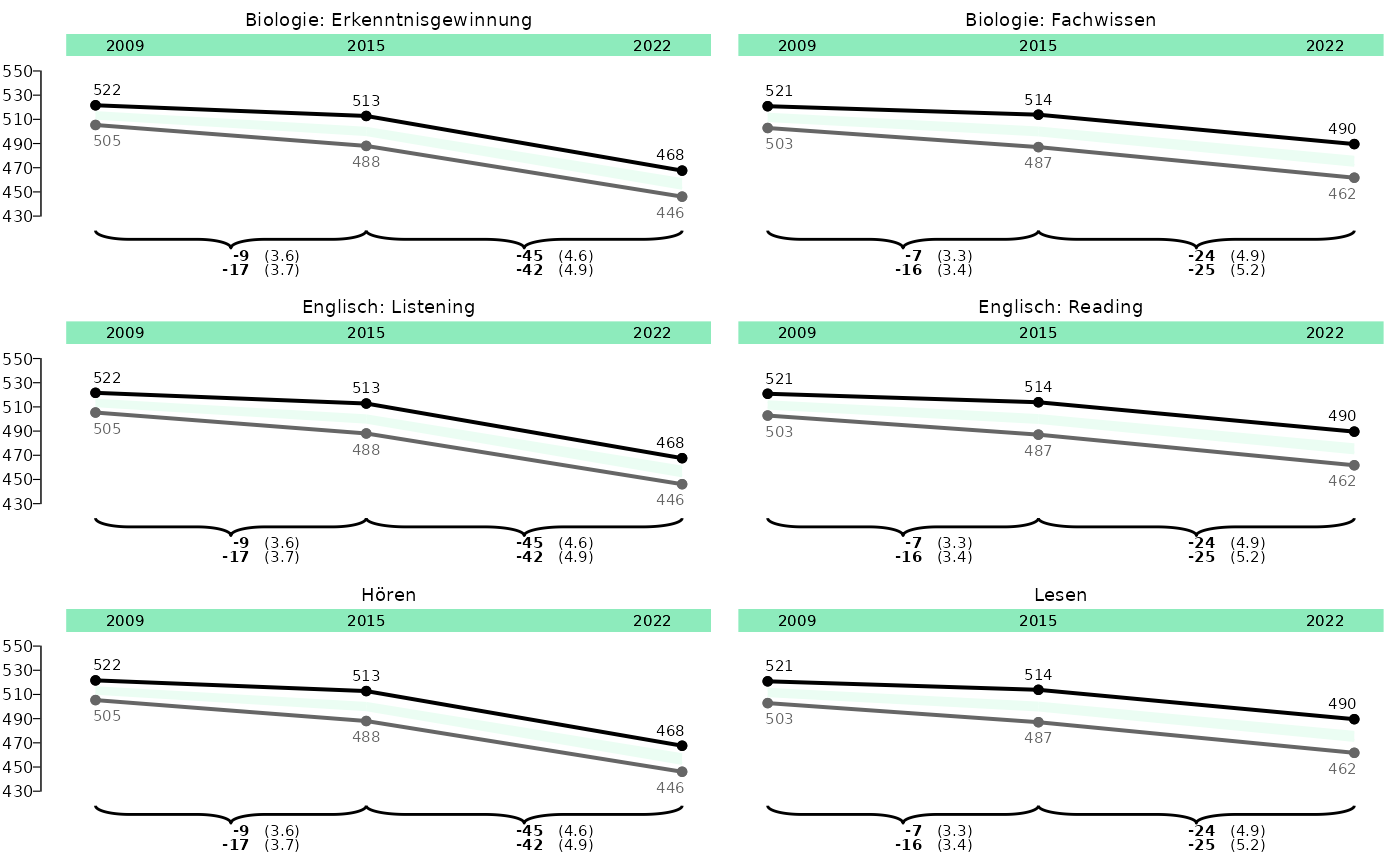 Biologie: Erkenntnisgewinnung
2009 2015 2022
550
530
510
490
470
450
430
522 513 468
505 488 446
-9 (3.6) -45 (4.6)
-17 (3.7) -42 (4.9)
Biologie: Fachwissen
2009 2015 2022
521 514 490
503 487 462
-7 (3.3) -24 (4.9)
-16 (3.4) -25 (5.2)
Englisch: Listening
2009 2015 2022
550
530
510
490
470
450
430
522 513 468
505 488 446
-9 (3.6) -45 (4.6)
-17 (3.7) -42 (4.9)
Englisch: Reading
2009 2015 2022
521 514 490
503 487 462
-7 (3.3) -24 (4.9)
-16 (3.4) -25 (5.2)
Hören
2009 2015 2022
550
530
510
490
470
450
430
522 513 468
505 488 446
-9 (3.6) -45 (4.6)
-17 (3.7) -42 (4.9)
Lesen
2009 2015 2022
521 514 490
503 487 462
-7 (3.3) -24 (4.9)
-16 (3.4) -25 (5.2)